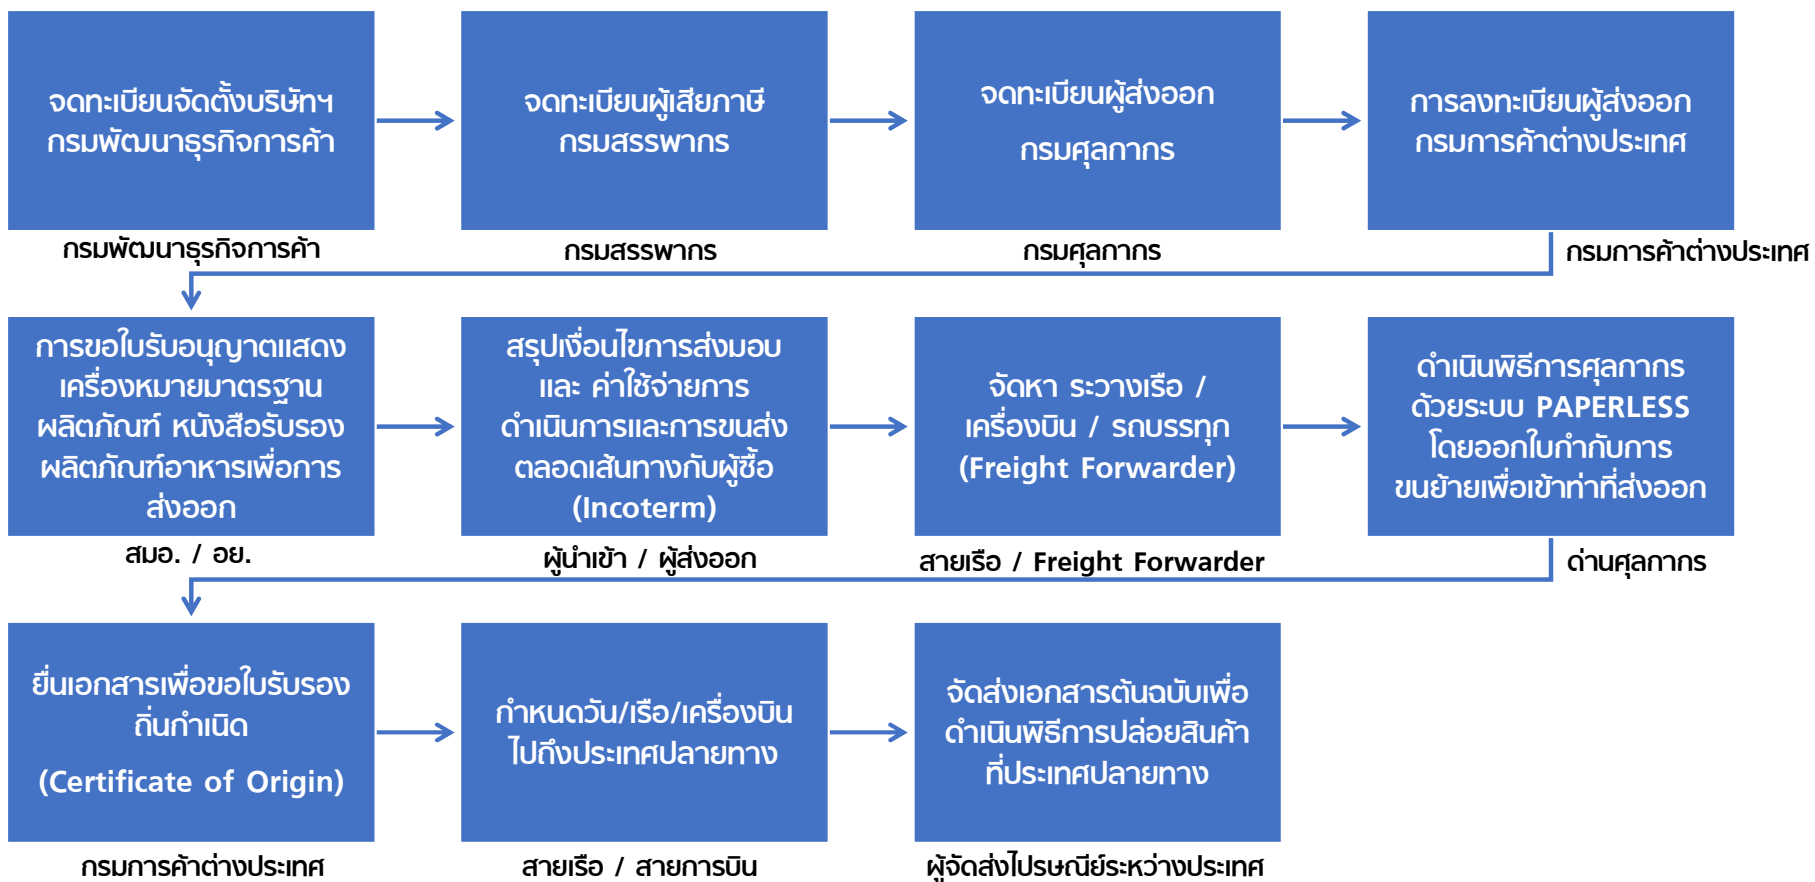 จดทะเบียนจัดตั้งบริษัทฯ
กรมพัฒนาธุรกิจการค้า
กรมพัฒนาธุรกิจการค้า
จดทะเบียนผู้เสียภาษี
กรมสรรพากร
กรมสรรพากร
จดทะเบียนผู้ส่งออก
กรมศุลกากร
กรมศุลกากร
การลงทะเบียนผู้ส่งออก
กรมการค้าต่างประเทศ
กรมการค้าต่างประเทศ
การขอใบรับอนุญาตแสดง
เครื่องหมายมาตรฐาน
ผลิตภัณฑ์ หนังสือรับรอง
ผลิตภัณฑ์อาหารเพื่อการ
ส่งออก
สมอ. / อย.
สรุปเงื่อนไขการส่งมอบ
และ ค่าใช้จ่ายการ
ดำเนินการและการขนส่ง
ตลอดเส้นทางกับผู้ซื้อ
(Incoterm)
ผู้นำเข้า / ผู้ส่งออก
จัดหา ระวางเรือ /
เครื่องบิน / รถบรรทุก
(Freight Forwarder)
สายเรือ / Freight Forwarder
ดำเนินพิธีการศุลกากร
ด้วยระบบ PAPERLESS
โดยออกใบกำกับการ
ขนย้ายเพื่อเข้าท่าที่ส่งออก
ด่านศุลกากร
ยื่นเอกสารเพื่อขอใบรับรอง
ถิ่นกำเนิด
(Certificate of Origin)
กรมการค้าต่างประเทศ
กำหนดวัน/เรือ/เครื่องบิน
ไปถึงประเทศปลายทาง
สายเรือ / สายการบิน
จัดส่งเอกสารต้นฉบับเพื่อ
ดำเนินพิธีการปล่อยสินค้า
ที่ประเทศปลายทาง
ผู้จัดส่งไปรษณีย์ระหว่างประเทศ